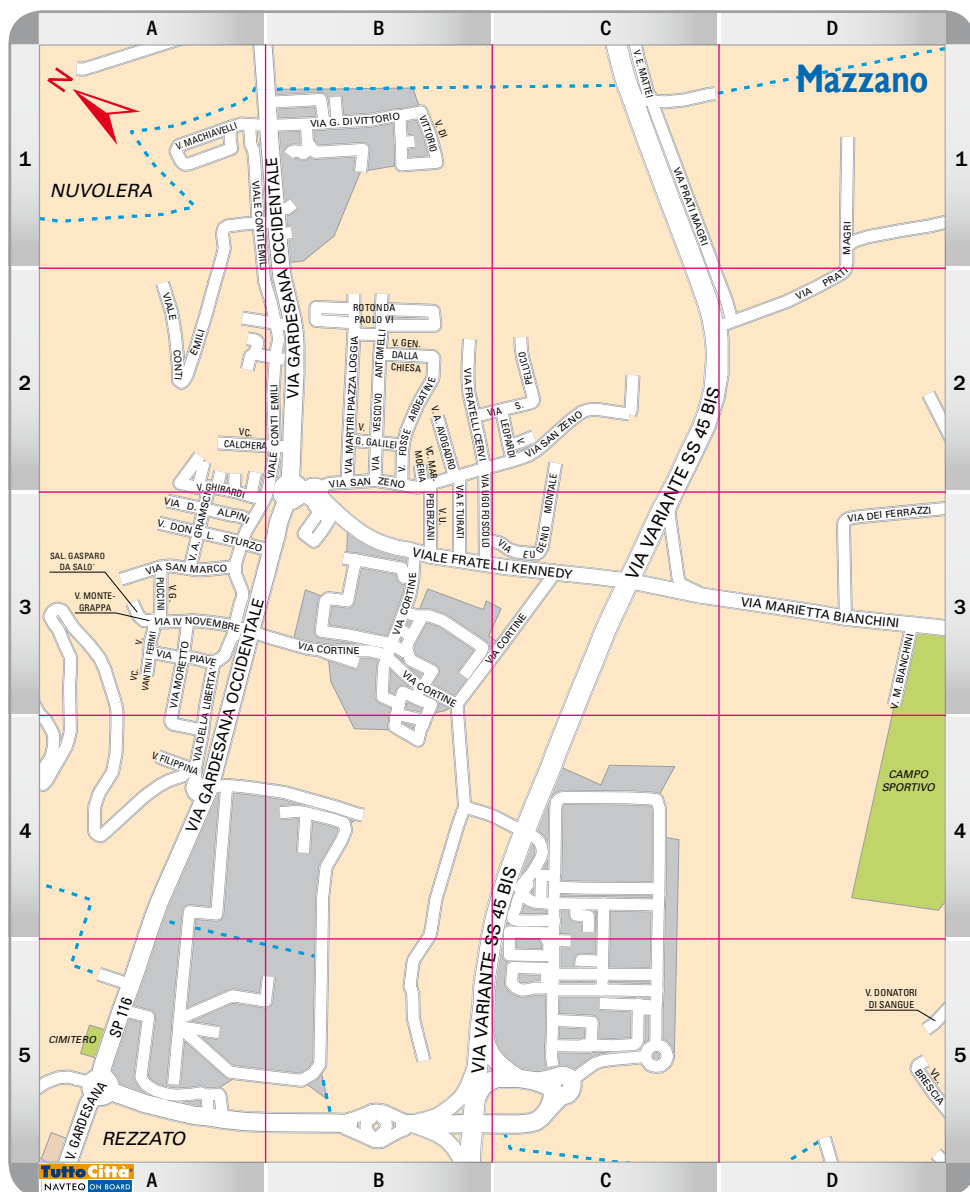 A B C D
Mazzano
N
V. E. MATTEI
VIA G. DI VITTORIO
V. DI
VITTORIO
V. MACHIAVELLI
1
1
NUVOLERA
VIALE CONTI EMILI
VIA GARDESANA OCCIDENTALE
VIA PRATI MAGRI
MAGRI
VIA PRATI
VIALE
CONTI
EMILI
ROTONDA
PAOLO VI
V. GEN.
DALLA
CHIESA
VIA MARTIRI PIAZZA LOGGIA
VIA VESCOVO ANTOMELLI
V. FOSSE ARDEATINE
V. A. AVOGADRO
VIA FRATELLI CERVI
VIA S.
PELLICO
V.
LEOPARDI
VIA SAN ZENO
2
2
VIALE CONTI EMILI
VC.
CALCHERA
V.
G. GALILEI
VC. MAR-
MOERIA
VIA SAN ZENO
VIA VARIANTE SS 45 BIS
V. GHIRARDI
VIA D. ALPINI
V. DON L. STURZO
V. A. GRAMSCI
V. U.
PEDERZANI
VIA F. TURATI
VIA UGO FOSCOLO
VIA EUGENIO MONTALE
VIA DEI FERRAZZI
SAL. GASPARO
DA SALO'
VIA SAN MARCO
VIALE FRATELLI KENNEDY
V. MONTE-
GRAPPA
V. G.
PUCCINI
VIA IV NOVEMBRE
VIA MARIETTA BIANCHINI
3
3
VIA CORTINE
VIA CORTINE
VIA CORTINE
VIA CORTINE
V.
FERMI
VC.
VANTINI
VIA PIAVE
VIA MORETTO
VIA DELLA LIBERTA'
V. M. BIANCHINI
V. FILIPPINA
VIA GARDESANA OCCIDENTALE
CAMPO
SPORTIVO
4
4
VIA VARIANTE SS 45 BIS
V. DONATORI
DI SANGUE
SP 116
CIMITERO
5
5
VL.
BRESCIA
V. GARDESANA
REZZATO
TuttoCittà
NAVTEQ ON BOARD
A B C D